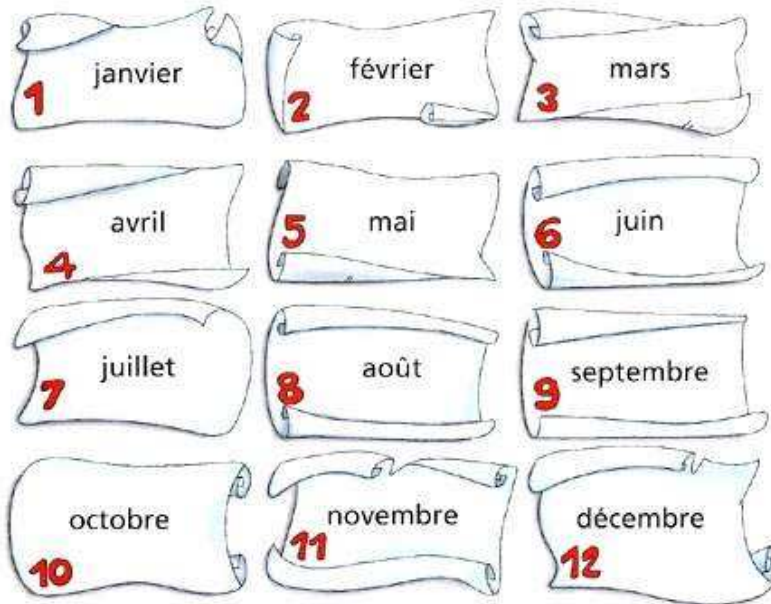 janvier
1
février
2
mars
3
avril
4
mai
5
juin
6
juillet
7
août
8
septembre
9
octobre
10
novembre
11
décembre
12